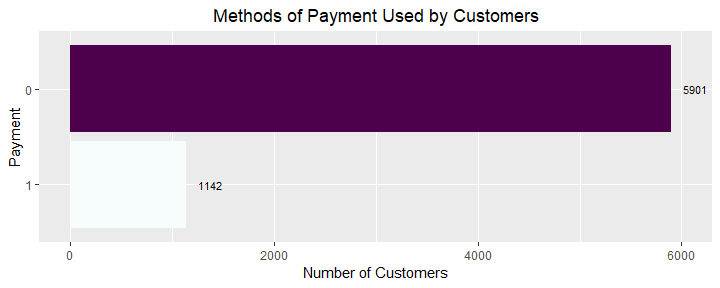 Methods of Payment Used by Customers
Payment
0
5901
1
1142
0 2000 4000 6000
Number of Customers